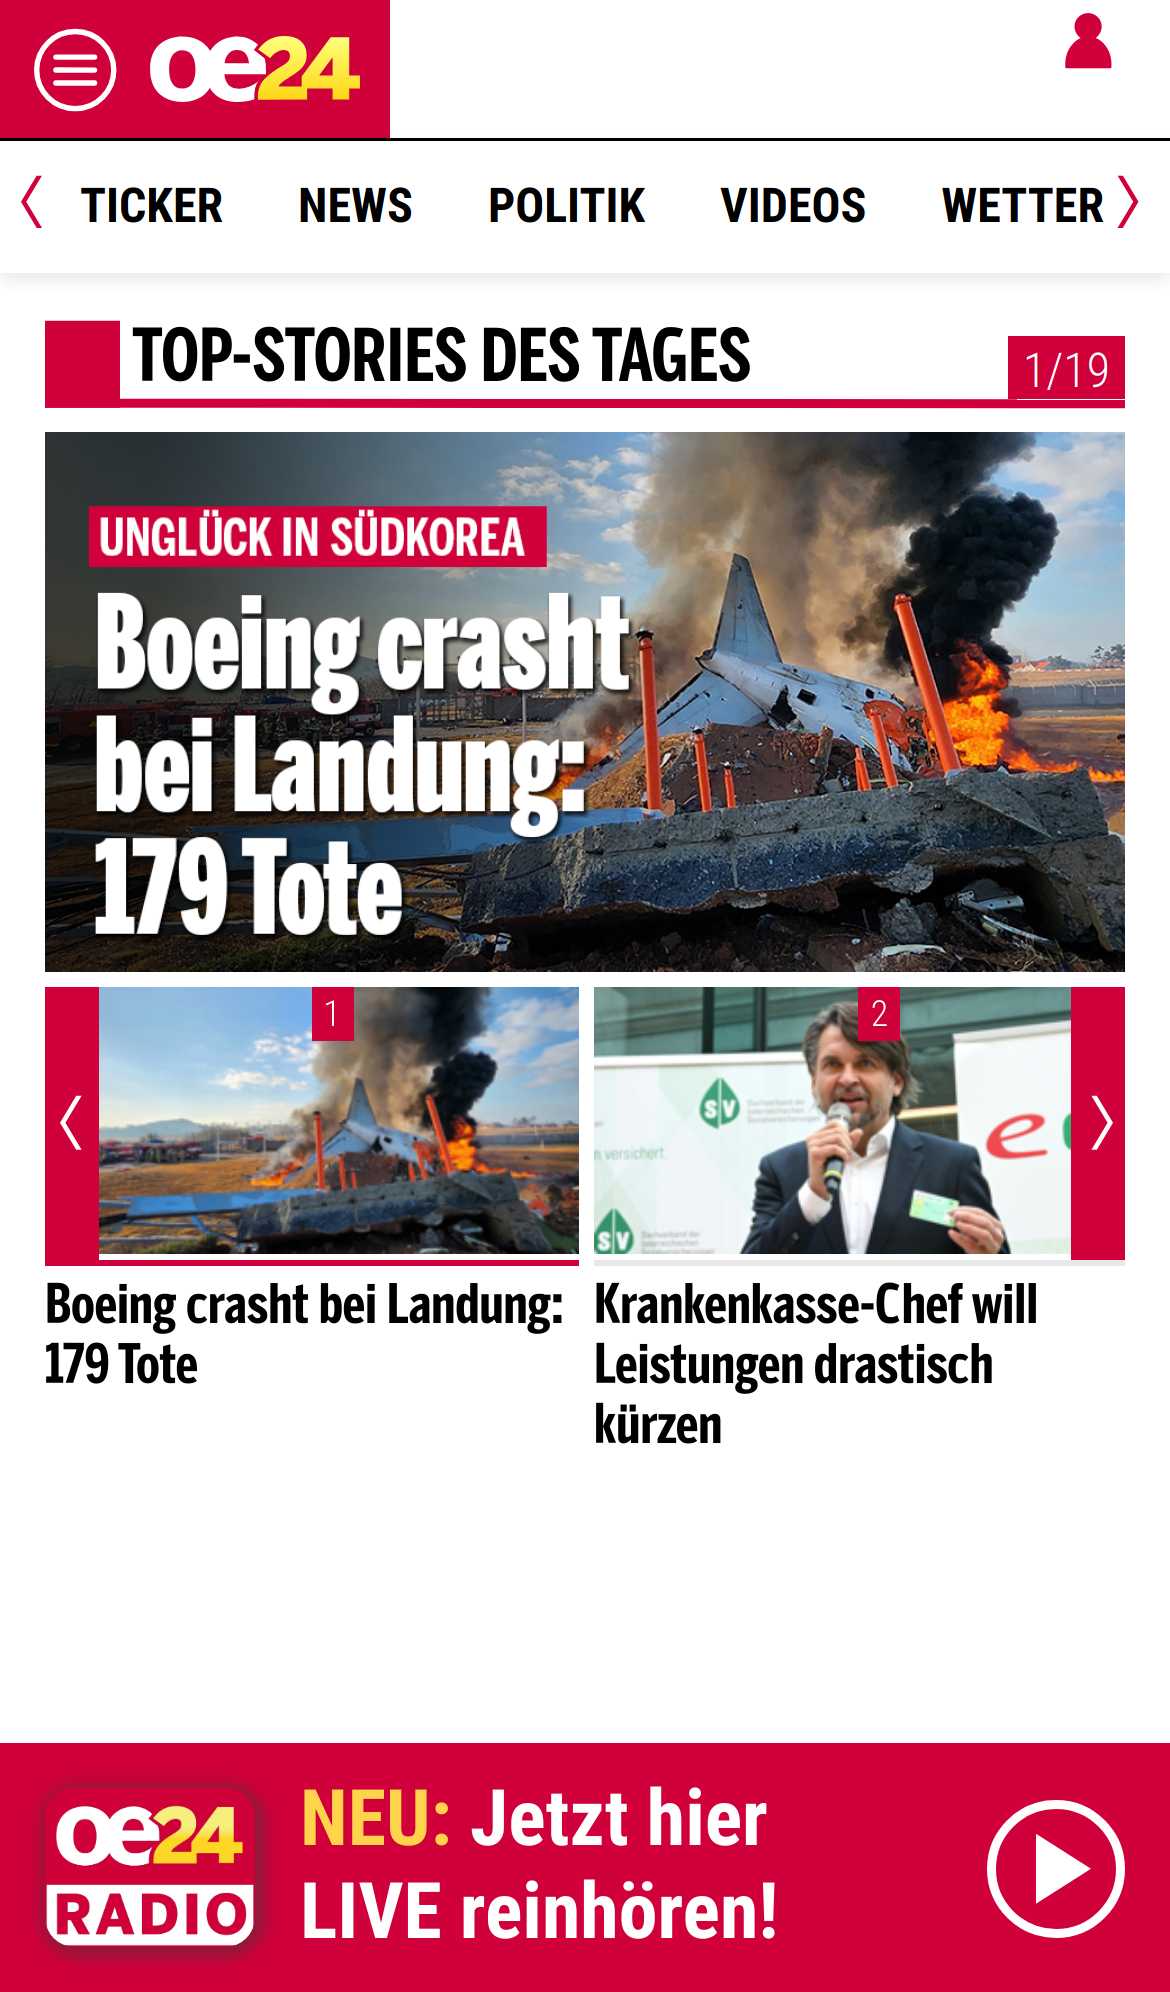 oe24
TICKER NEWS POLITIK VIDEOS WETTER
TOP-STORIES DES TAGES
1/19
UNGLÜCK IN SÜDKOREA
Boeing crasht
bei Landung:
179 Tote
1
2
SV
versichert.
SV
e
Boeing crasht bei Landung:
179 Tote
Krankenkasse-Chef will
Leistungen drastisch
kürzen
oe24
RADIO
NEU: Jetzt hier
LIVE reinhören!